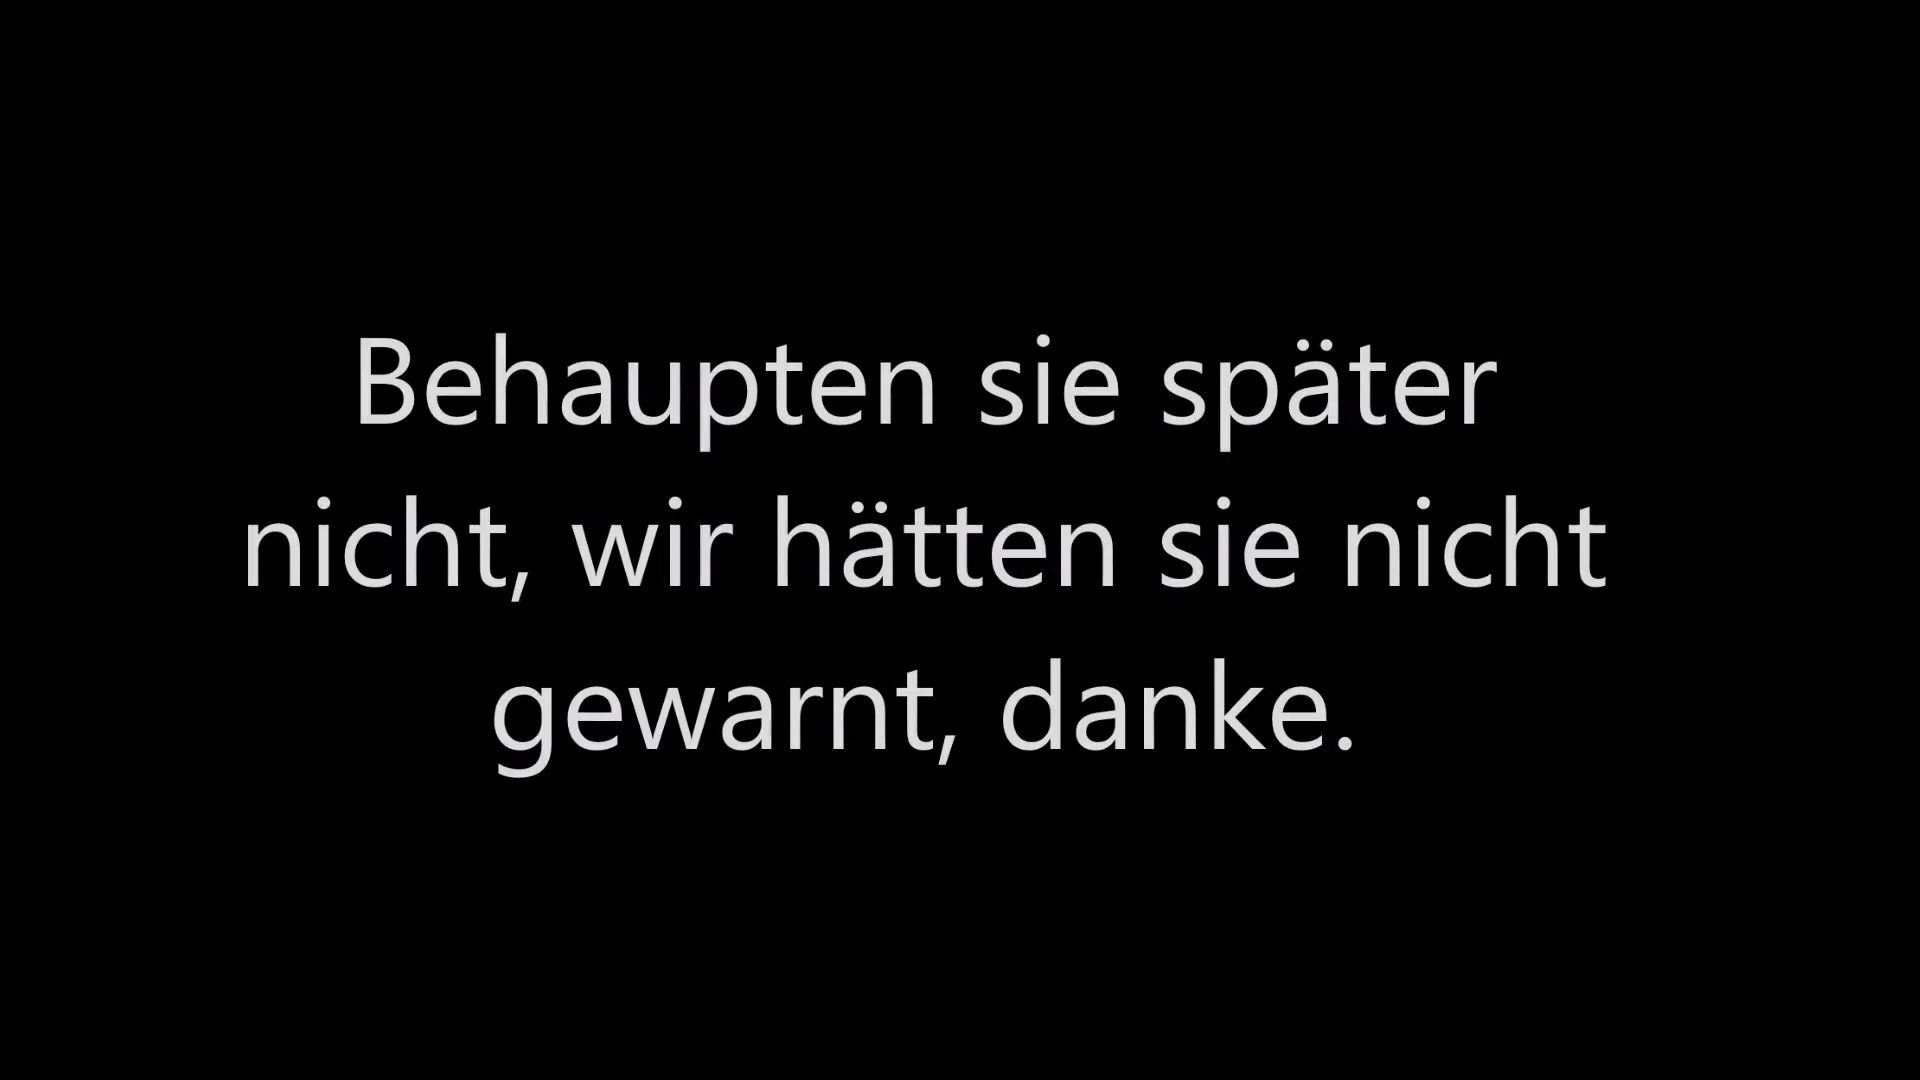 Behaupten sie später
nicht, wir hätten sie nicht
gewarnt, danke.